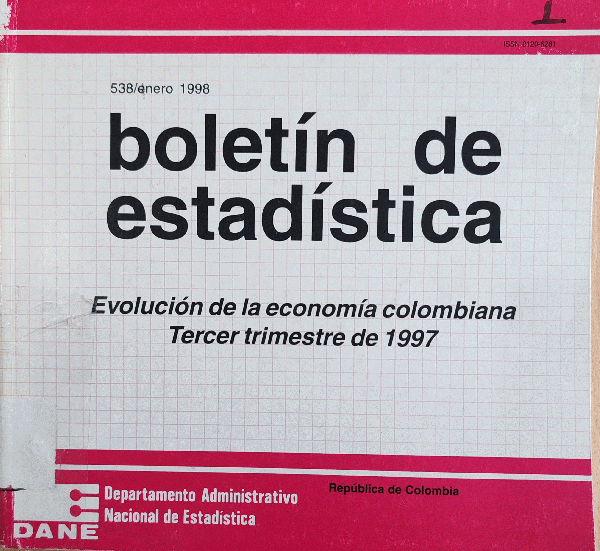 1
ISSN 0120-6281
538/enero 1998
boletín de
estadística
Evolución de la economía colombiana
Tercer trimestre de 1997
Departamento Administrativo
Nacional de Estadística
República de Colombia
DANE